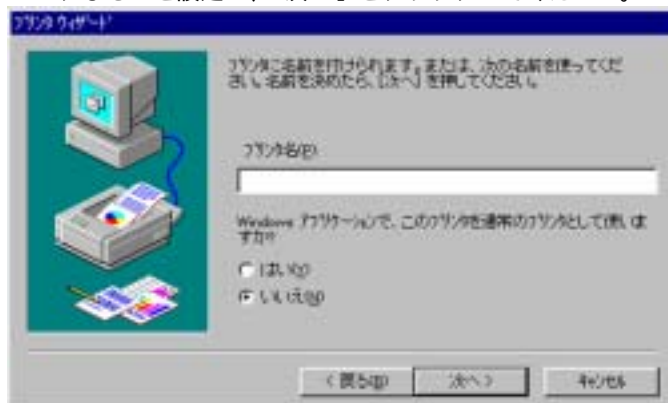 プリンタ ウィザード
プリンタに名前を付けられます。または、次の名前を使ってくだ
さい。名前を決めたら、[次へ] を押してください。
プリンタ名(P):
Windows アプリケーションで、このプリンタを通常のプリンタとして使いま
すか?
はい(Y)
いいえ(N)
< 戻る(B)
次へ >
キャンセル